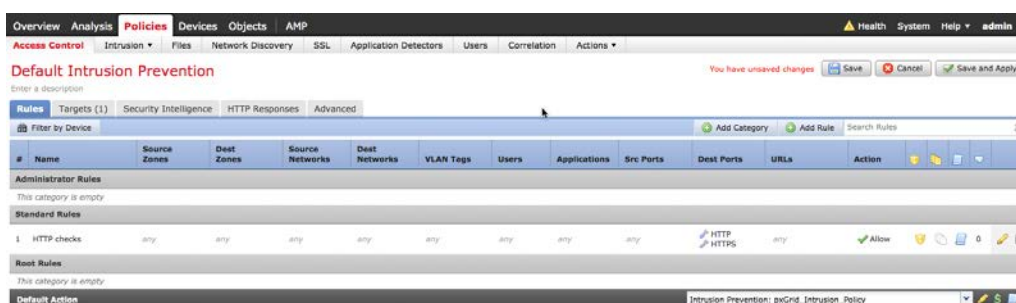 Overview Analysis Policies Devices Objects AMP Health System Help ▾ admin
Access Control Intrusion ▾ Files Network Discovery SSL Application Detectors Users Correlation Actions ▾
Default Intrusion Prevention You have unsaved changes Save Cancel Save and Apply
Enter a description
Rules Targets (1) Security Intelligence HTTP Responses Advanced
Filter by Device Add Category Add Rule Search Rules
# Name Source Zones Dest Zones Source Networks Dest Networks VLAN Tags Users Applications Src Ports Dest Ports URLs Action
Administrator Rules
This category is empty
Standard Rules
1 HTTP checks any any any any any any any any HTTP HTTPS any Allow 0
Root Rules
This category is empty
Default Action Intrusion Prevention: pxGrid_Intrusion_Policy